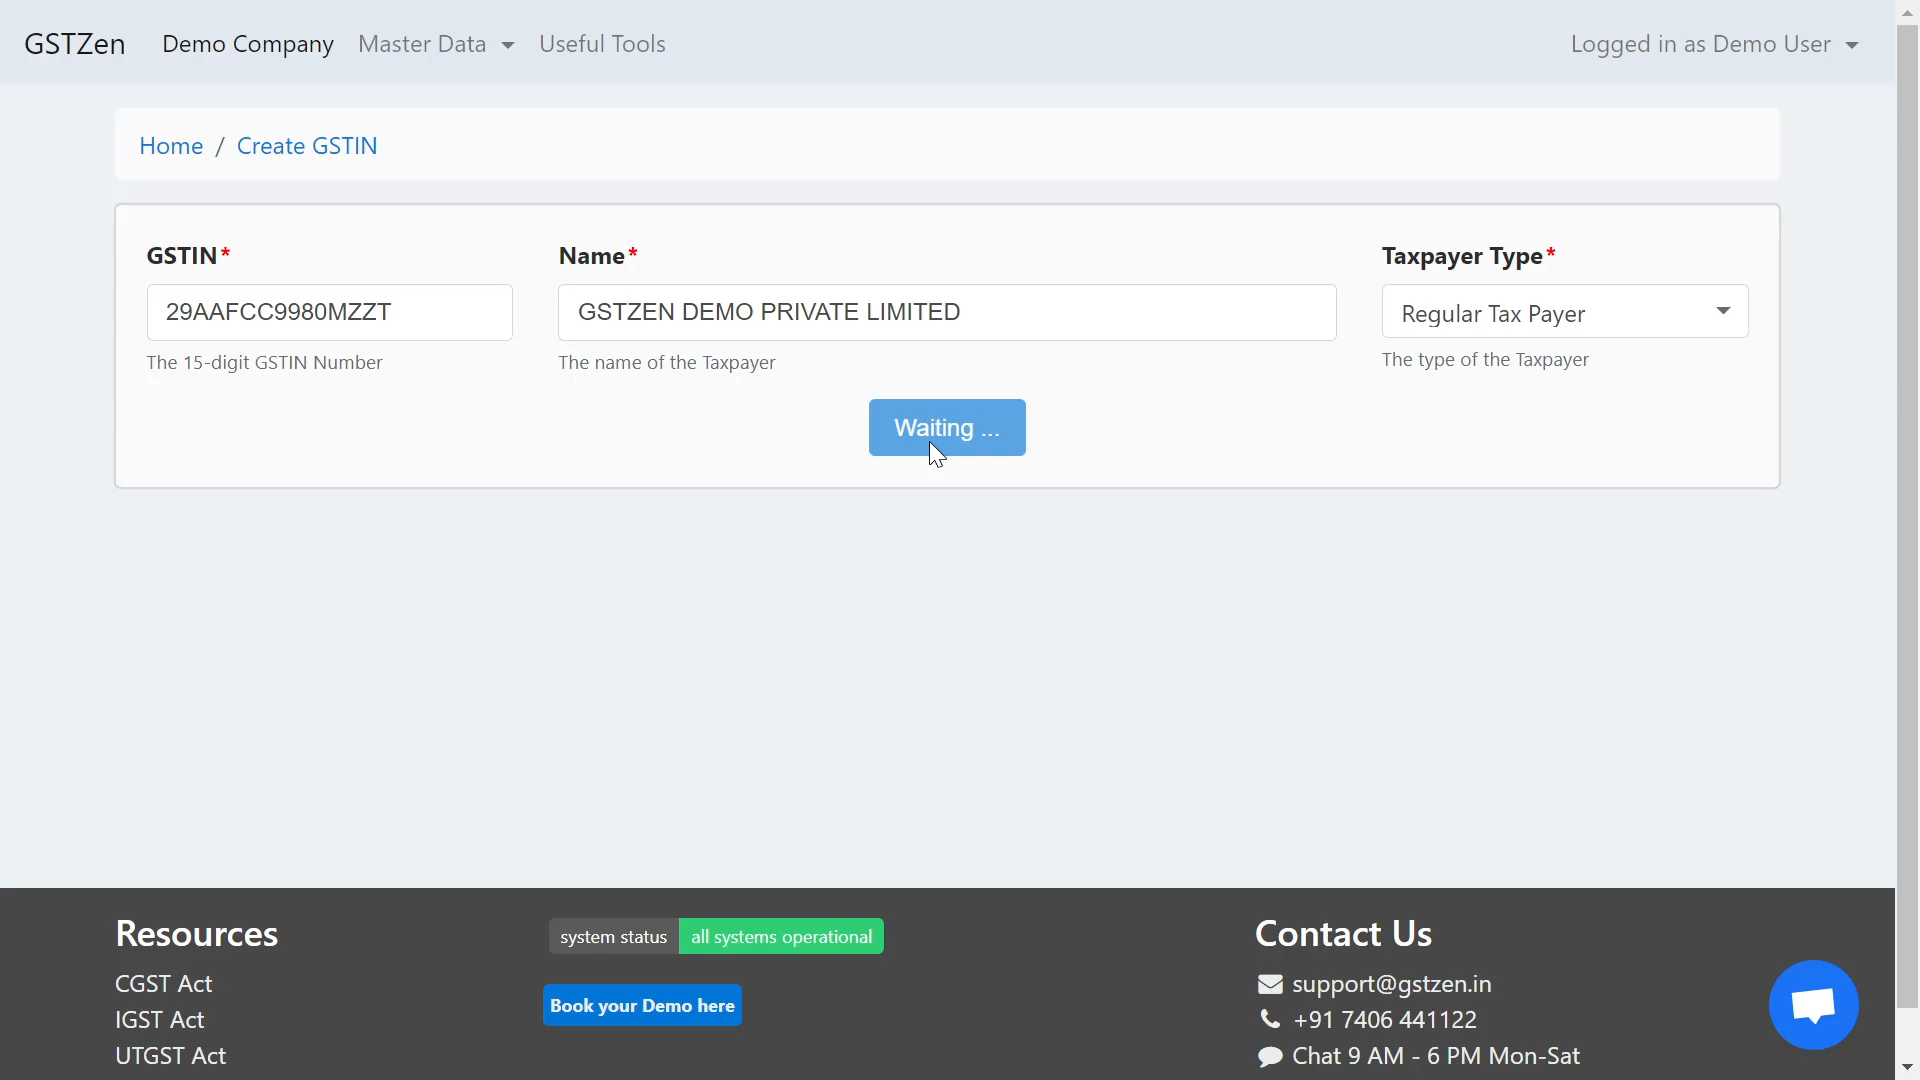 GSTZen Demo Company Master Data Useful Tools Logged in as Demo User
Home / Create GSTIN
GSTIN* Name* Taxpayer Type*
29AAFCC9980MZZT GSTZEN DEMO PRIVATE LIMITED Regular Tax Payer
The 15-digit GSTIN Number The name of the Taxpayer The type of the Taxpayer
Waiting ...
Resources
CGST Act
IGST Act
UTGST Act
system status all systems operational
Book your Demo here
Contact Us
support@gstzen.in
+91 7406 441122
Chat 9 AM - 6 PM Mon-Sat